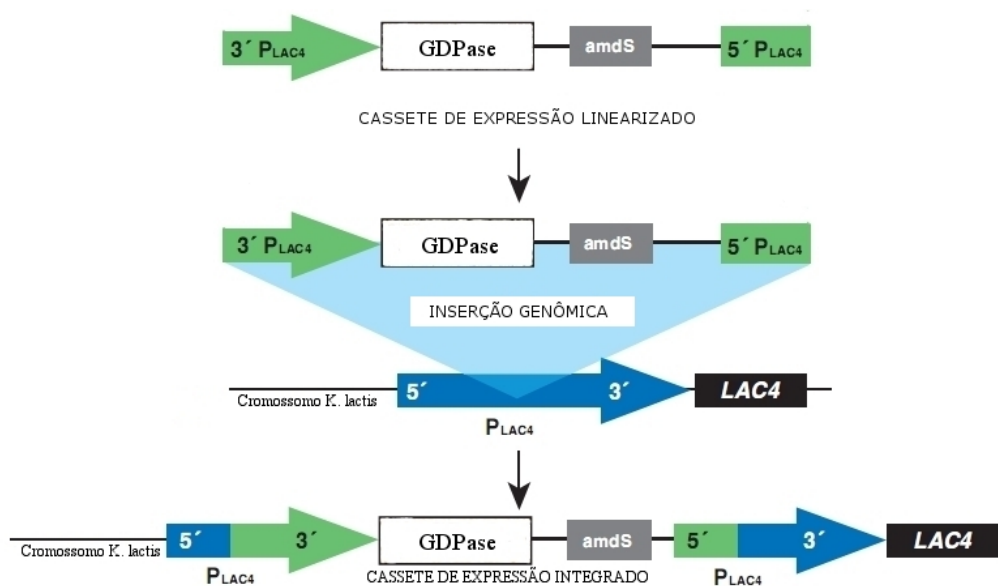 3´ PLAC4 GDPase amdS 5´ PLAC4
CASSETE DE EXPRESSÃO LINEARIZADO
3´ PLAC4 GDPase amdS 5´ PLAC4
INSERÇÃO GENÔMICA
Cromossomo K. lactis 5´ 3´ LAC4
PLAC4
Cromossomo K. lactis 5´ 3´ GDPase amdS 5´ 3´ LAC4
PLAC4 CASSETE DE EXPRESSÃO INTEGRADO PLAC4